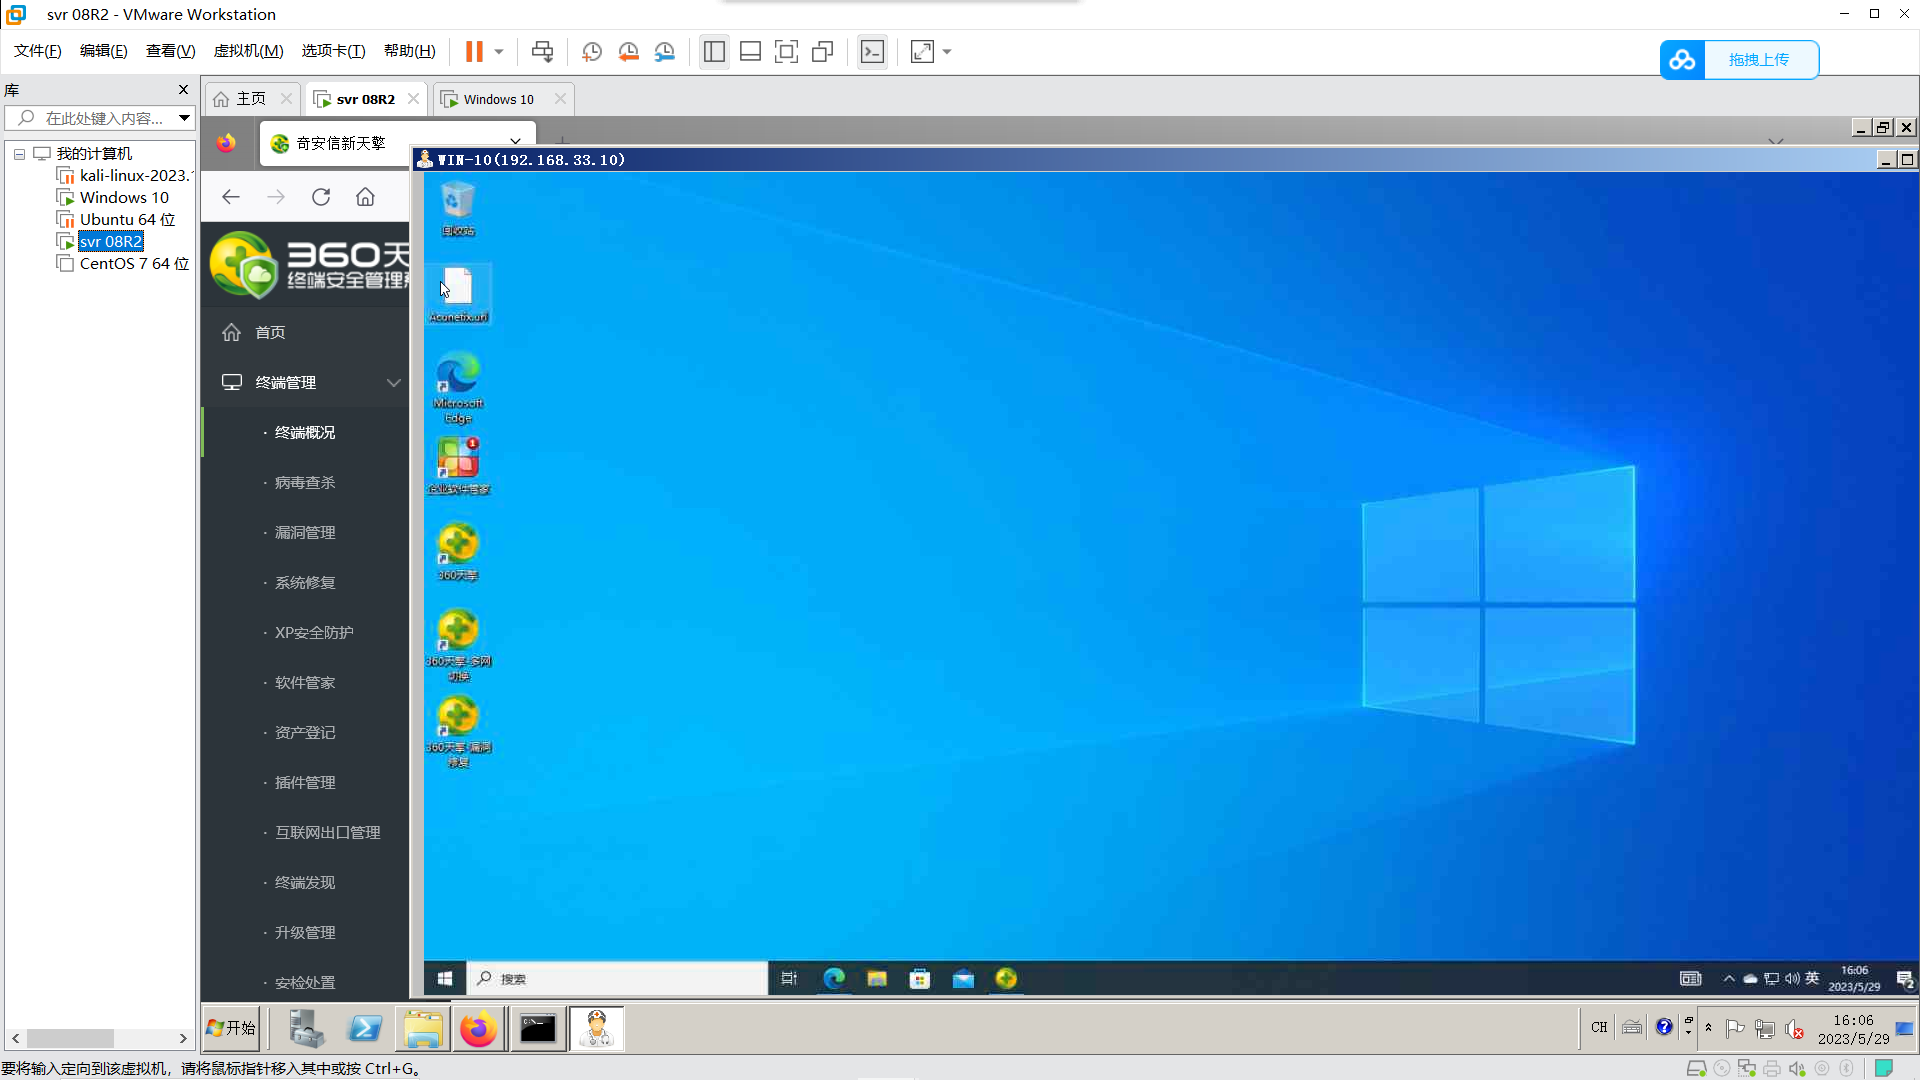 svr 08R2 - VMware Workstation
文件(F) 编辑(E) 查看(V) 虚拟机(M) 选项卡(T) 帮助(H)
拖拽上传
库
在此处键入内容...
我的计算机
kali-linux-2023.
Windows 10
Ubuntu 64 位
svr 08R2
CentOS 7 64 位
主页
svr 08R2
Windows 10
奇安信新天擎
WIN-10(192.168.33.10)
360天
终端安全管理系
首页
终端管理
· 终端概况
· 病毒查杀
· 漏洞管理
· 系统修复
· XP安全防护
· 软件管家
· 资产登记
· 插件管理
· 互联网出口管理
· 终端发现
· 升级管理
· 安检处置
回收站
Acunetix.url
Microsoft
Edge
企业软件管家
1
360天擎
360天擎-多网
切换
360天擎-漏洞
修复
搜索
英
16:06
2023/5/29
2
开始
CH
16:06
2023/5/29
要将输入定向到该虚拟机，请将鼠标指针移入其中或按 Ctrl+G。